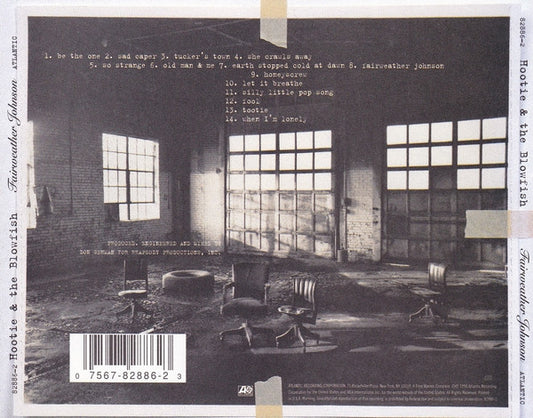 1. be the one 2. sad caper 3. tucker's town 4. she crawls away
5. so strange 6. old man & me 7. earth stopped cold at dawn 8. fairweather johnson
9. honeyscrew
10. let it breathe
11. silly little pop song
12. fool
13. tootie
14. when I'm lonely
PRODUCED, ENGINEERED AND MIXED BY
DON GEHMAN FOR RHAPSODY PRODUCTIONS, INC.
0 7567-82886-2 3
ATLANTIC RECORDING CORPORATION,
82886-2 Hootie & the Blowfish Fairweather Johnson ATLANTIC
82886-2 Hootie & the Blowfish Fairweather Johnson ATLANTIC